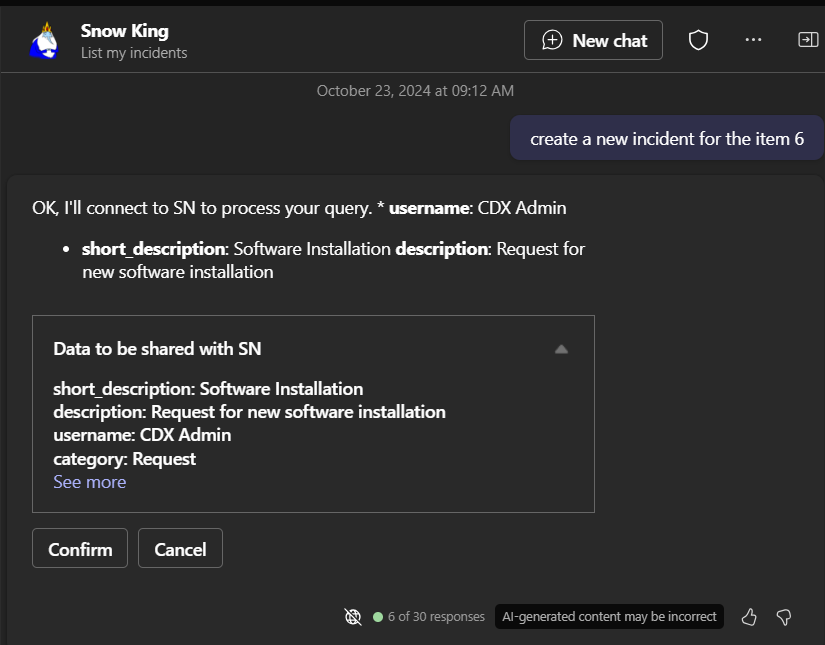 Snow King
List my incidents
New chat
October 23, 2024 at 09:12 AM
create a new incident for the item 6
OK, I'll connect to SN to process your query. * username: CDX Admin
• short_description: Software Installation description: Request for
new software installation
Data to be shared with SN
short_description: Software Installation
description: Request for new software installation
username: CDX Admin
category: Request
See more
Confirm Cancel
6 of 30 responses AI-generated content may be incorrect